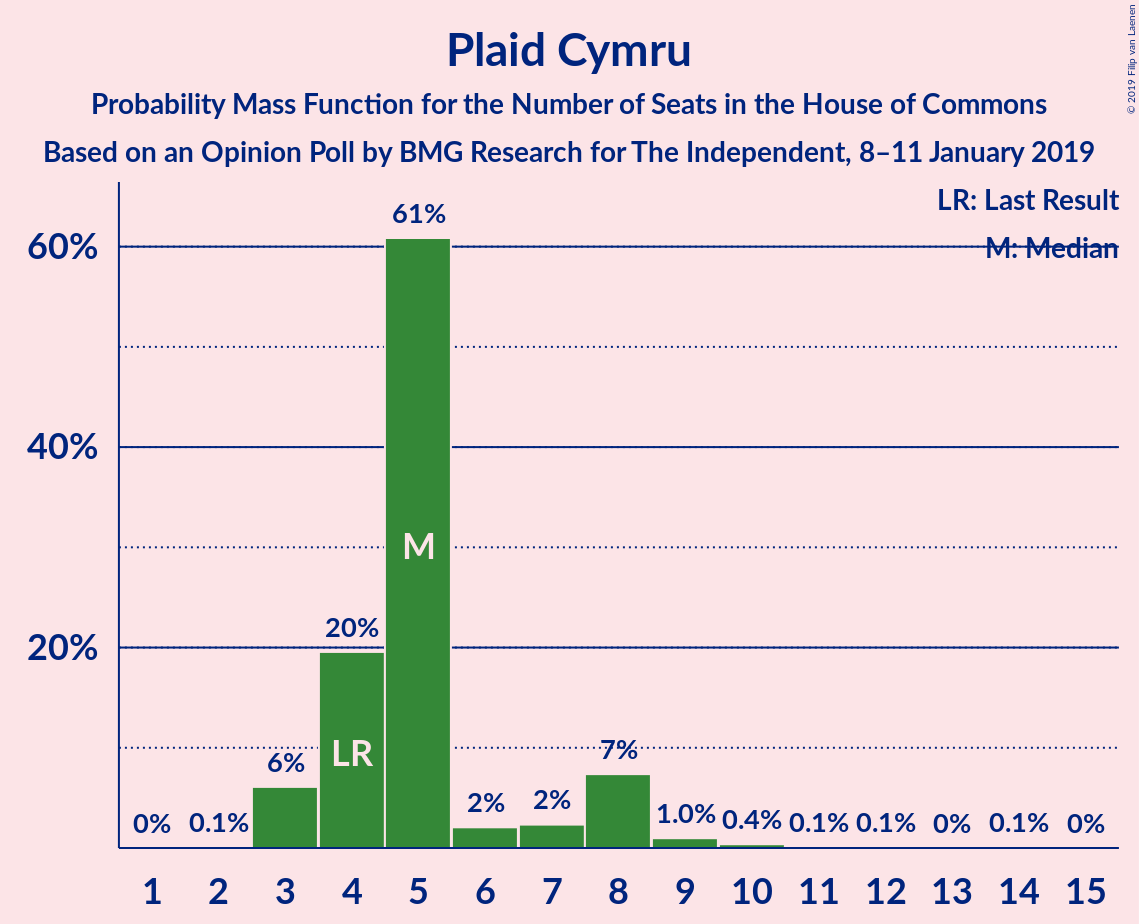 Plaid Cymru
Probability Mass Function for the Number of Seats in the House of Commons
Based on an Opinion Poll by BMG Research for The Independent, 8–11 January 2019
© 2019 Filip van Laenen
LR: Last Result
M: Median
60%
40%
20%
0% 0.1% 6% 20% 61% 2% 2% 7% 1.0% 0.4% 0.1% 0.1% 0% 0.1% 0%
LR M
1 2 3 4 5 6 7 8 9 10 11 12 13 14 15